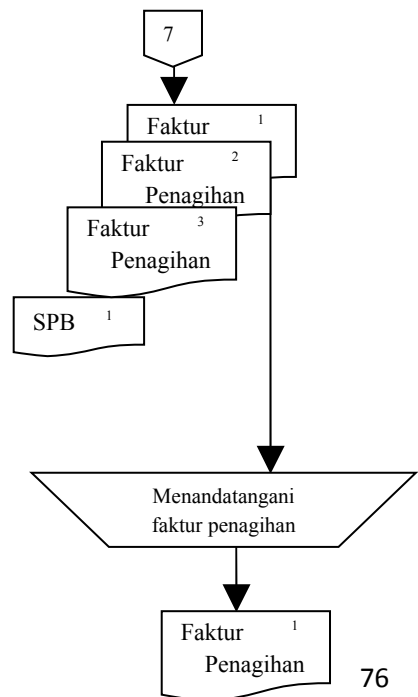 7
Faktur 1
Faktur 2
Penagihan
Faktur 3
Penagihan
SPB 1
Menandatangani
faktur penagihan
Faktur 1
Penagihan
76